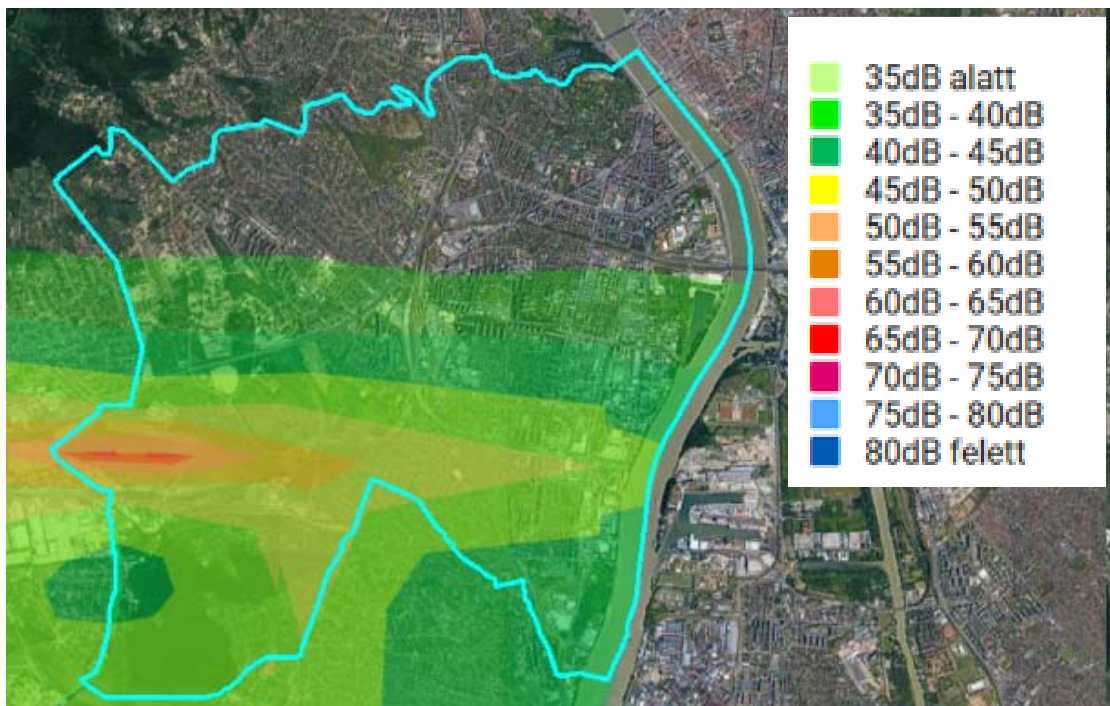 35dB alatt
35dB - 40dB
40dB - 45dB
45dB - 50dB
50dB - 55dB
55dB - 60dB
60dB - 65dB
65dB - 70dB
70dB - 75dB
75dB - 80dB
80dB felett